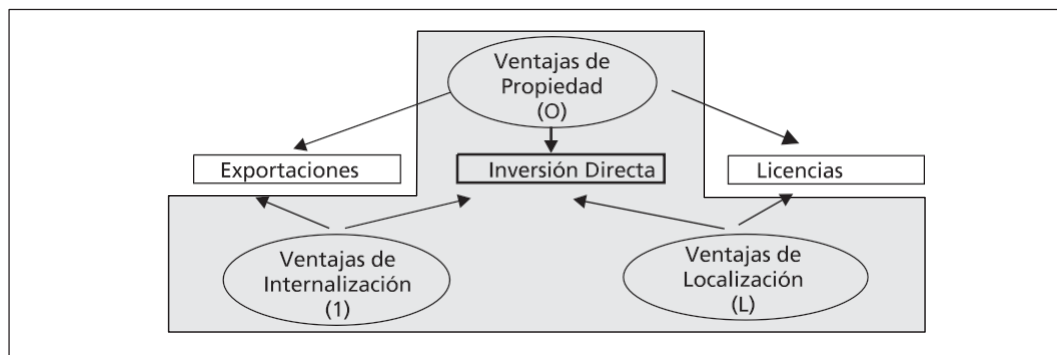 Ventajas de
Propiedad
(O)
Exportaciones
Inversión Directa
Licencias
Ventajas de
Internalización
(1)
Ventajas de
Localización
(L)